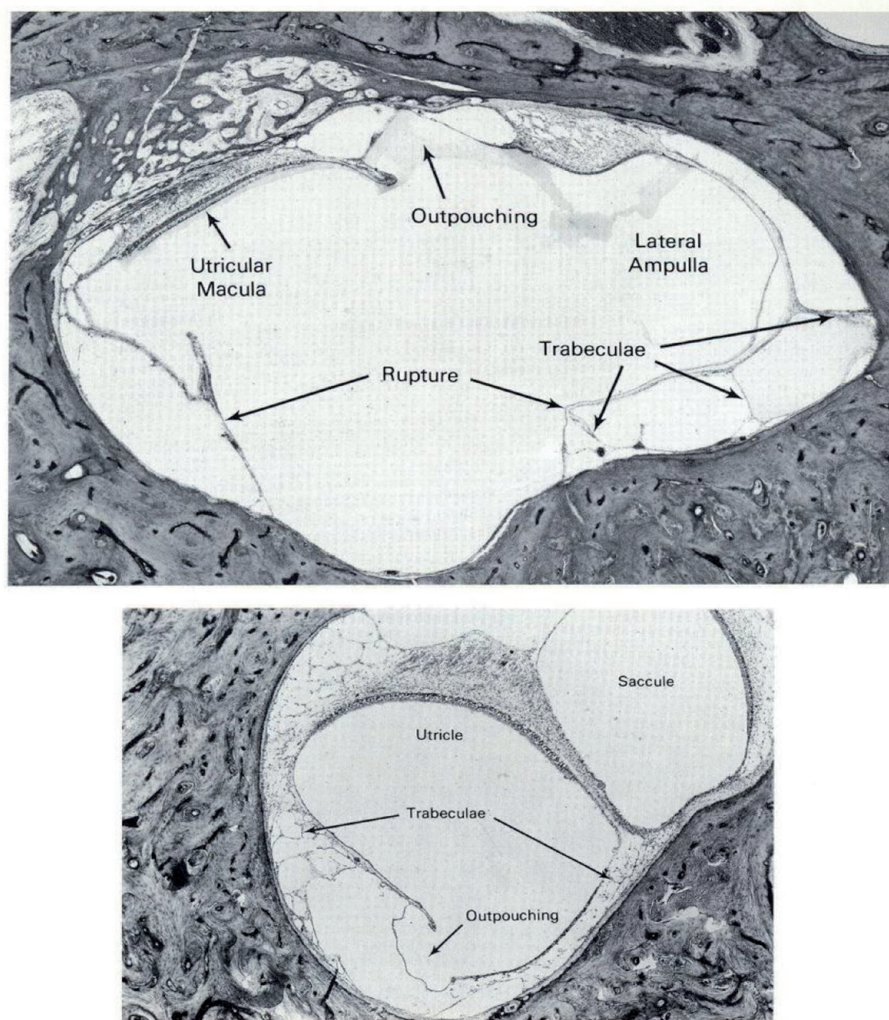 Outpouching
Utricular
Macula
Lateral
Ampulla
Trabeculae
Rupture
Saccule
Utricle
Trabeculae
Outpouching